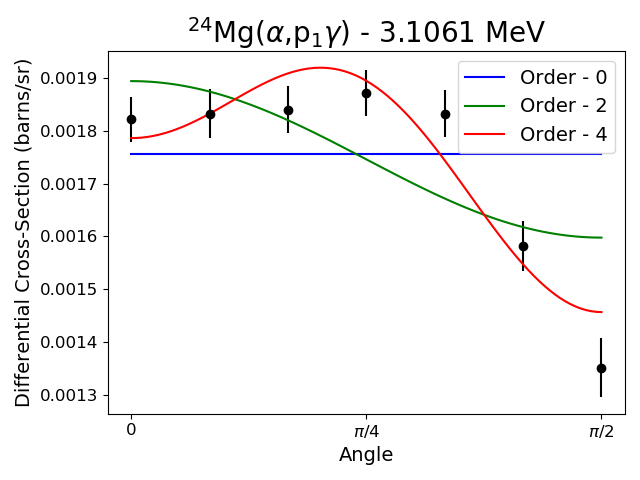 ²⁴Mg(α,p₁γ) - 3.1061 MeV
Differential Cross-Section (barns/sr)
0.0019
0.0018
0.0017
0.0016
0.0015
0.0014
0.0013
Order - 0
Order - 2
Order - 4
0
π/4
π/2
Angle